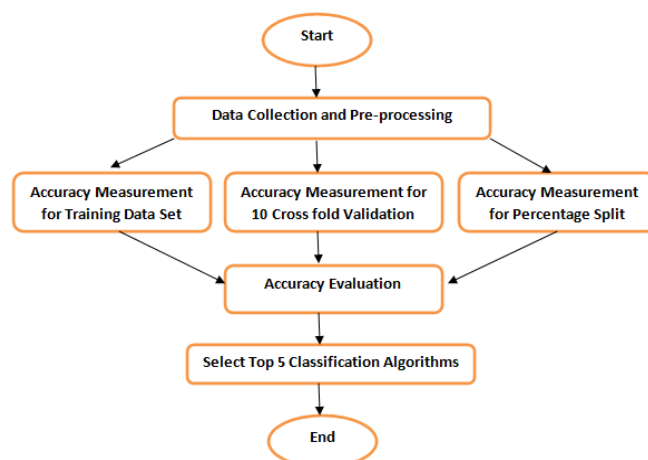 Start
Data Collection and Pre-processing
Accuracy Measurement
for Training Data Set
Accuracy Measurement for
10 Cross fold Validation
Accuracy Measurement
for Percentage Split
Accuracy Evaluation
Select Top 5 Classification Algorithms
End